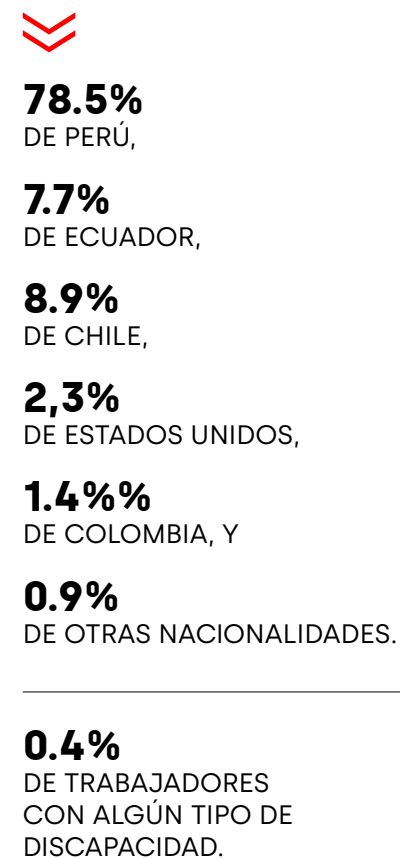 78.5%
DE PERÚ,
7.7%
DE ECUADOR,
8.9%
DE CHILE,
2,3%
DE ESTADOS UNIDOS,
1.4%%
DE COLOMBIA, Y
0.9%
DE OTRAS NACIONALIDADES.
0.4%
DE TRABAJADORES
CON ALGÚN TIPO DE
DISCAPACIDAD.